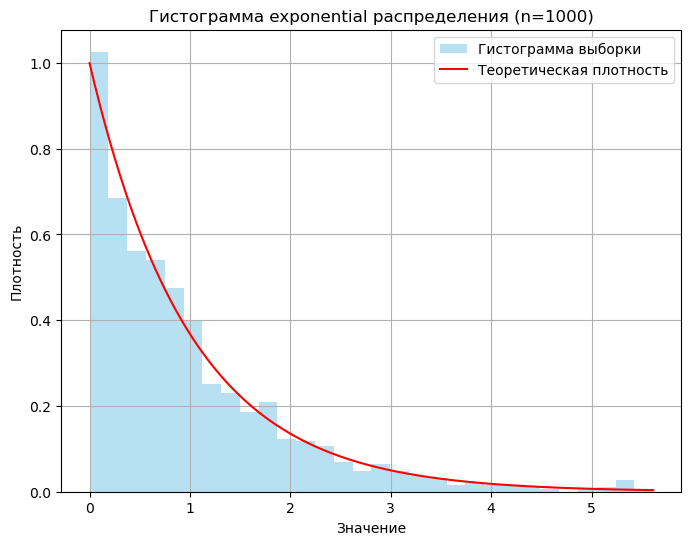 Гистограмма exponential распределения (n=1000)
Гистограмма выборки
Теоретическая плотность
Плотность
1.0
0.8
0.6
0.4
0.2
0.0
0 1 2 3 4 5
Значение